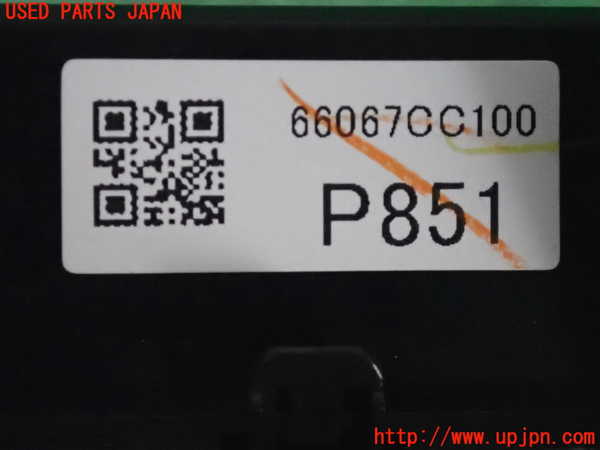 USED PARTS JAPAN
66067CC100
P851
http://www.upjpn.com